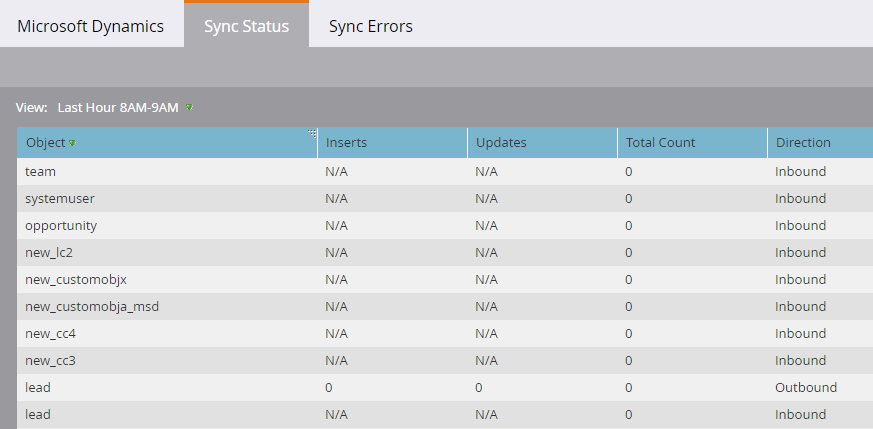 Microsoft Dynamics Sync Status Sync Errors
View: Last Hour 8AM-9AM
Object Inserts Updates Total Count Direction
team N/A N/A 0 Inbound
systemuser N/A N/A 0 Inbound
opportunity N/A N/A 0 Inbound
new_lc2 N/A N/A 0 Inbound
new_customobjx N/A N/A 0 Inbound
new_customobja_msd N/A N/A 0 Inbound
new_cc4 N/A N/A 0 Inbound
new_cc3 N/A N/A 0 Inbound
lead 0 0 0 Outbound
lead N/A N/A 0 Inbound